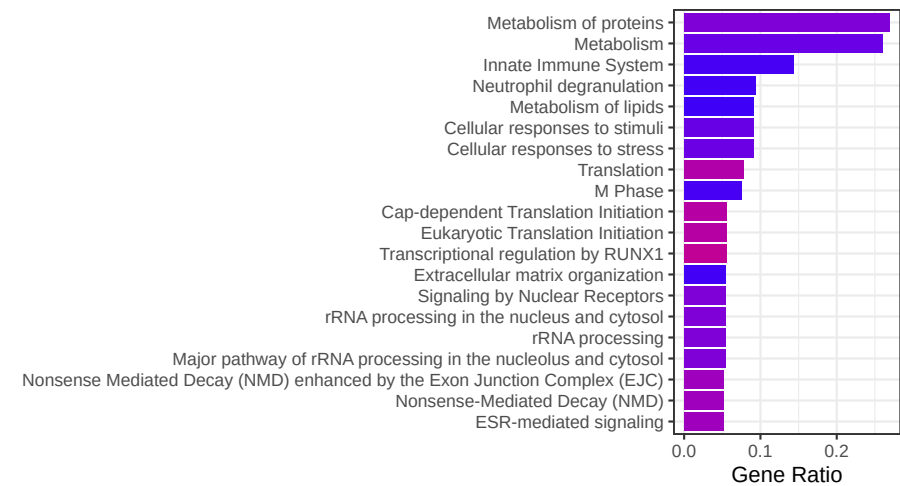 Metabolism of proteins
Metabolism
Innate Immune System
Neutrophil degranulation
Metabolism of lipids
Cellular responses to stimuli
Cellular responses to stress
Translation
M Phase
Cap-dependent Translation Initiation
Eukaryotic Translation Initiation
Transcriptional regulation by RUNX1
Extracellular matrix organization
Signaling by Nuclear Receptors
rRNA processing in the nucleus and cytosol
rRNA processing
Major pathway of rRNA processing in the nucleolus and cytosol
Nonsense Mediated Decay (NMD) enhanced by the Exon Junction Complex (EJC)
Nonsense-Mediated Decay (NMD)
ESR-mediated signaling
0.0 0.1 0.2
Gene Ratio